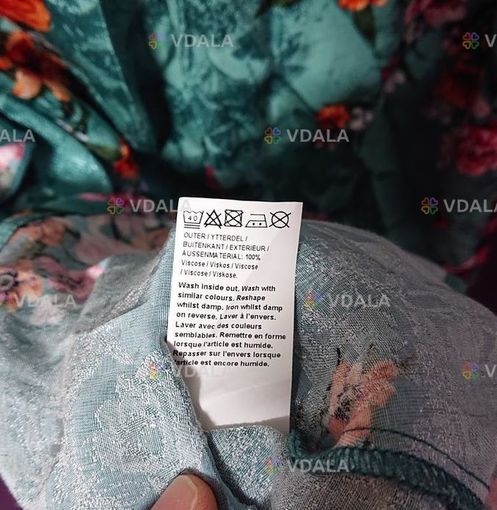 VDALA
VDALA
VDALA
VDALA
VDALA
VDALA
40
OUTER / YTTERDEL /
BUITENKANT / EXTERIEUR /
AUSSENMATERIAL: 100%
Viscose / Viskos / Viscose
/ Viscose / Viskose.
Wash inside out, Wash with
similar colours, Reshape
whilst damp, Iron whilst damp
on reverse. Laver à l'envers.
Laver avec des couleurs
semblables. Remettre en forme
lorsque l'article est humide.
Repasser sur l'envers lorsque
l'article est encore humide.
VDALA
VDALA
VDALA
VDALA
VDALA